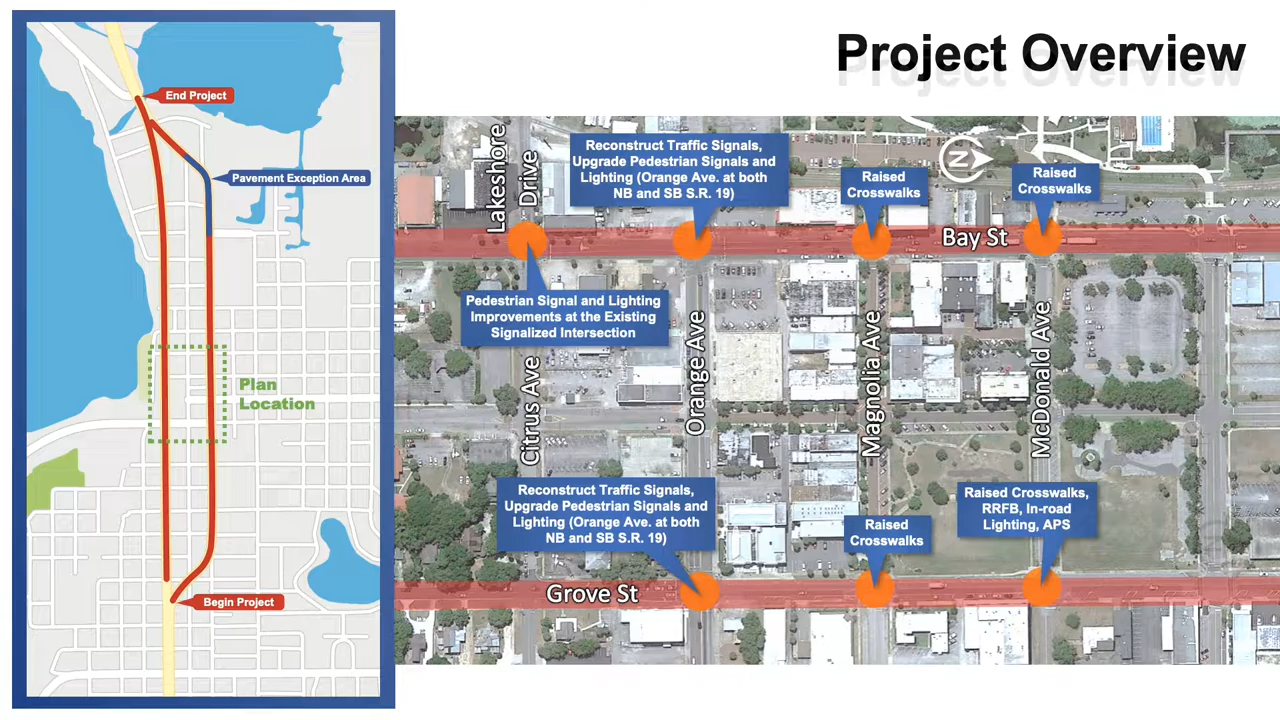 Project Overview
End Project
Pavement Exception Area
Plan
Location
Begin Project
Lakeshore
Drive
Reconstruct Traffic Signals,
Upgrade Pedestrian Signals and
Lighting (Orange Ave. at both
NB and SB S.R. 19)
Raised
Crosswalks
N
Raised
Crosswalks
Bay St
Pedestrian Signal and Lighting
Improvements at the Existing
Signalized Intersection
Citrus Ave
Orange Ave
Magnolia Ave
McDonald Ave
Reconstruct Traffic Signals,
Upgrade Pedestrian Signals and
Lighting (Orange Ave. at both
NB and SB S.R. 19)
Raised
Crosswalks
Raised Crosswalks,
RRFB, In-road
Lighting, APS
Grove St